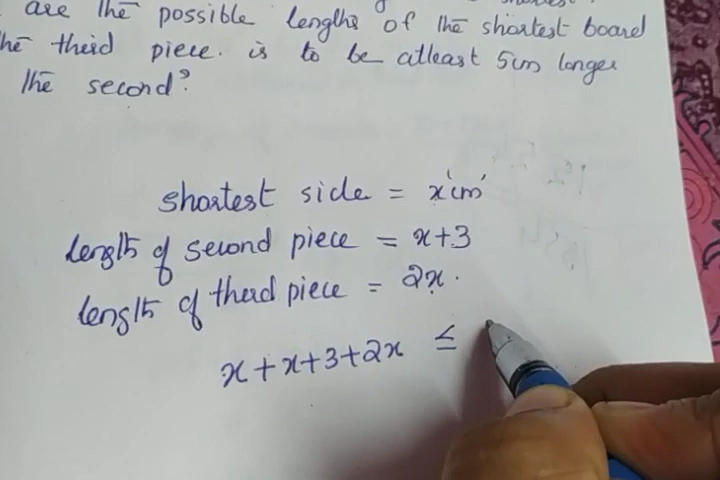 are the possible lengths of the shortest board
the third piece. is to be atleast 5cm longer
the second?
shortest side = x'cm'
length of second piece = x+3
length of third piece = 2x.
x+x+3+2x ≤